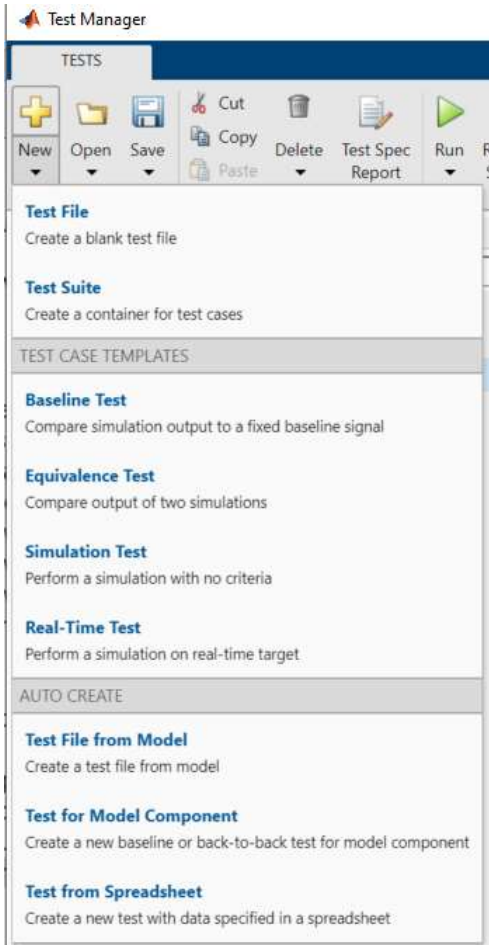 Test Manager
TESTS
New
Open
Save
Cut
Copy
Paste
Delete
Test Spec
Report
Run
Test File
Create a blank test file
Test Suite
Create a container for test cases
TEST CASE TEMPLATES
Baseline Test
Compare simulation output to a fixed baseline signal
Equivalence Test
Compare output of two simulations
Simulation Test
Perform a simulation with no criteria
Real-Time Test
Perform a simulation on real-time target
AUTO CREATE
Test File from Model
Create a test file from model
Test for Model Component
Create a new baseline or back-to-back test for model component
Test from Spreadsheet
Create a new test with data specified in a spreadsheet